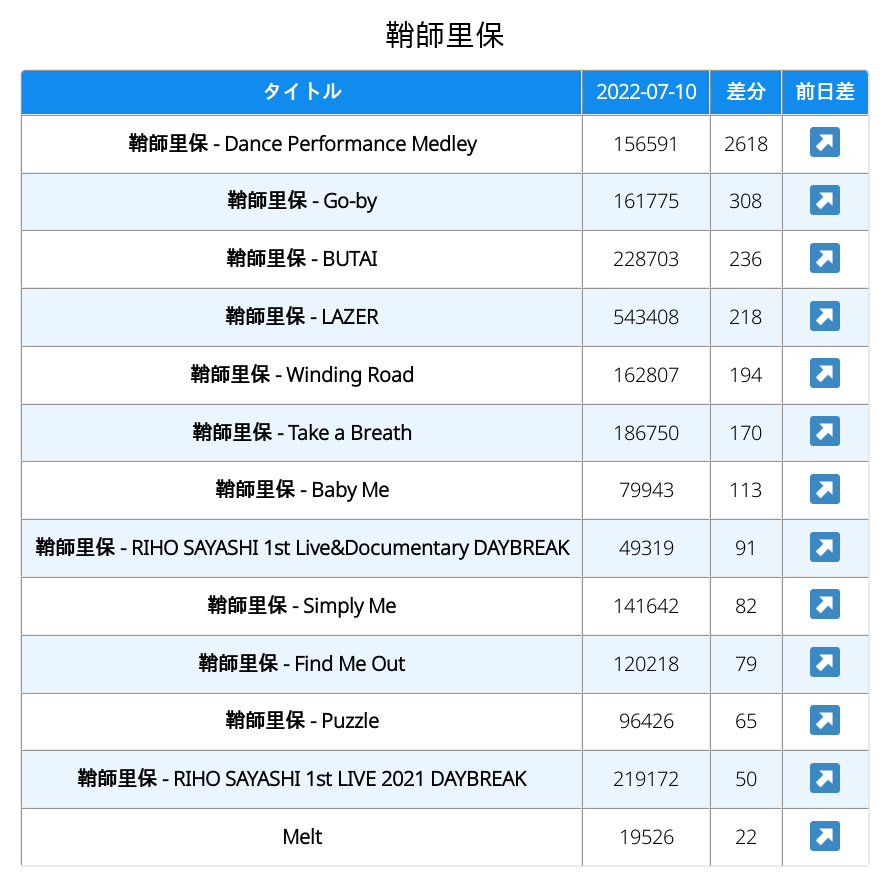 鞘師里保
タイトル 2022-07-10 差分 前日差
鞘師里保 - Dance Performance Medley 156591 2618 ↗
鞘師里保 - Go-by 161775 308 ↗
鞘師里保 - BUTAI 228703 236 ↗
鞘師里保 - LAZER 543408 218 ↗
鞘師里保 - Winding Road 162807 194 ↗
鞘師里保 - Take a Breath 186750 170 ↗
鞘師里保 - Baby Me 79943 113 ↗
鞘師里保 - RIHO SAYASHI 1st Live&Documentary DAYBREAK 49319 91 ↗
鞘師里保 - Simply Me 141642 82 ↗
鞘師里保 - Find Me Out 120218 79 ↗
鞘師里保 - Puzzle 96426 65 ↗
鞘師里保 - RIHO SAYASHI 1st LIVE 2021 DAYBREAK 219172 50 ↗
Melt 19526 22 ↗